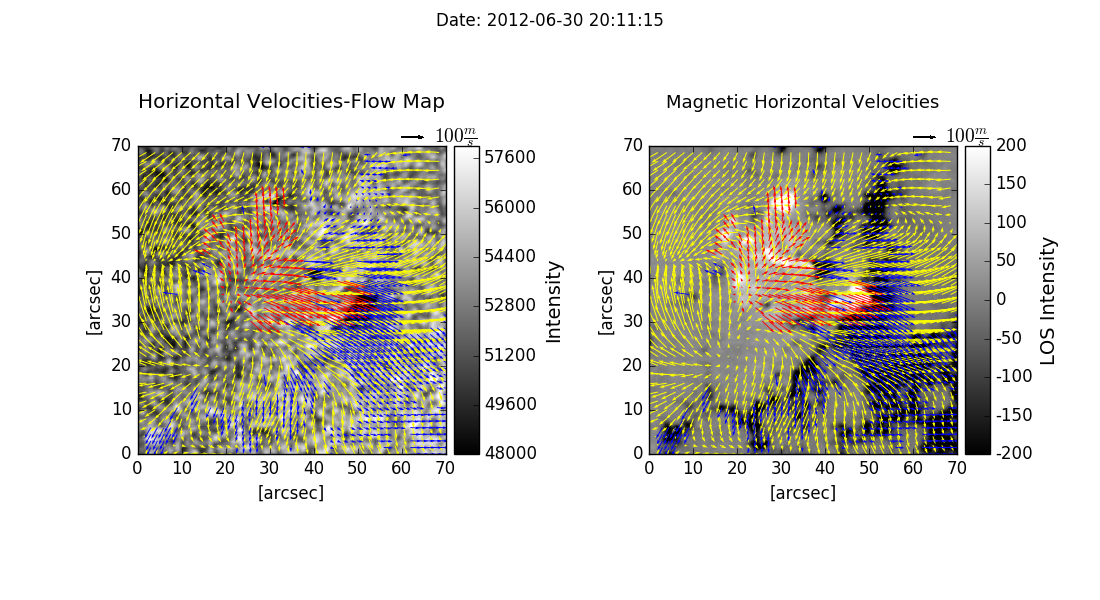 Date: 2012-06-30 20:11:15
Horizontal Velocities-Flow Map
Magnetic Horizontal Velocities
100 m/s
100 m/s
70
60
50
40
30
20
10
0
[arcsec]
0 10 20 30 40 50 60 70
[arcsec]
57600
56000
54400
52800
51200
49600
48000
Intensity
70
60
50
40
30
20
10
0
[arcsec]
0 10 20 30 40 50 60 70
[arcsec]
200
150
100
50
0
-50
-100
-150
-200
LOS Intensity